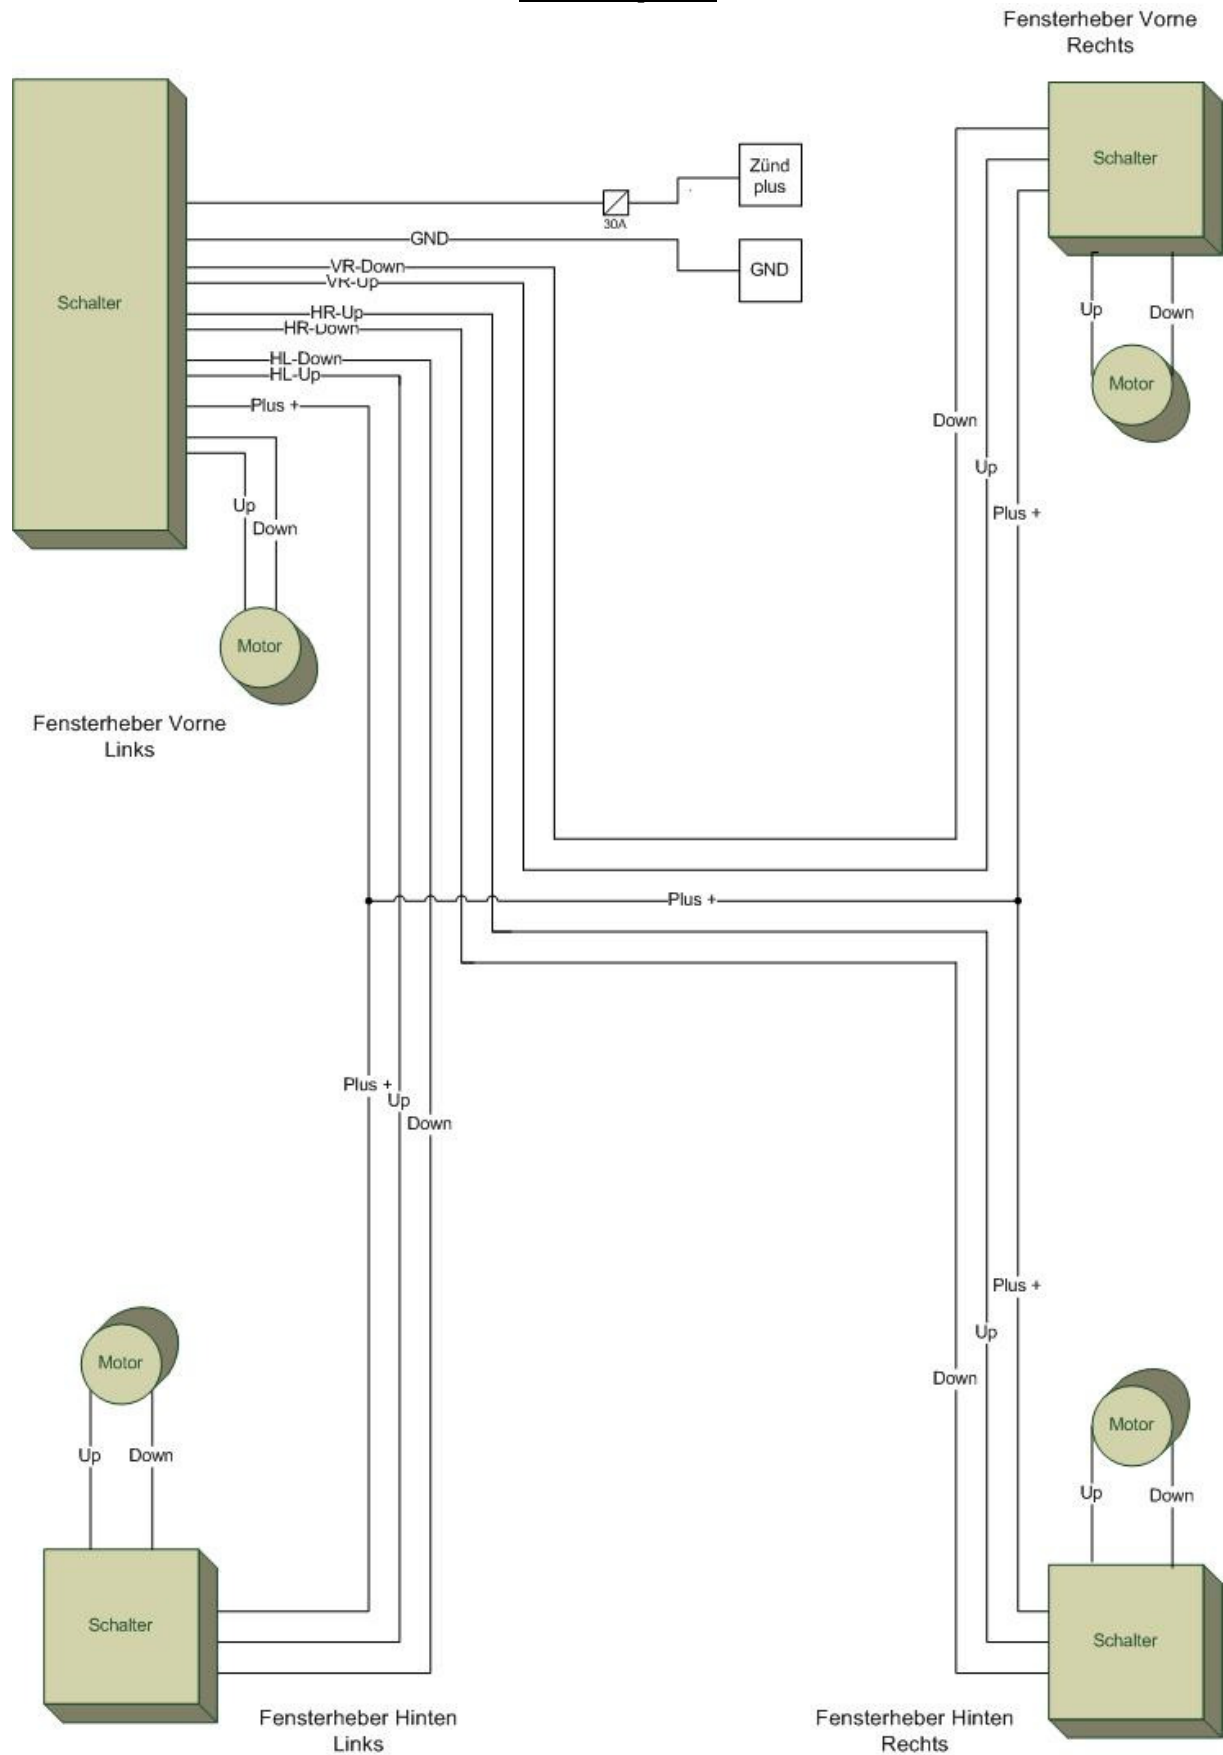 Fensterheber Vorne
Rechts
Schalter
Zünd
plus
30A
GND
GND
VR-Down
VR-Up
HR-Up
HR-Down
HL-Down
HL-Up
Plus +
Schalter
Up
Down
Motor
Fensterheber Vorne
Links
Up
Down
Motor
Down
Up
Plus +
Plus +
Plus +
Up
Down
Plus +
Up
Down
Motor
Up
Down
Schalter
Fensterheber Hinten
Links
Motor
Up
Down
Schalter
Fensterheber Hinten
Rechts